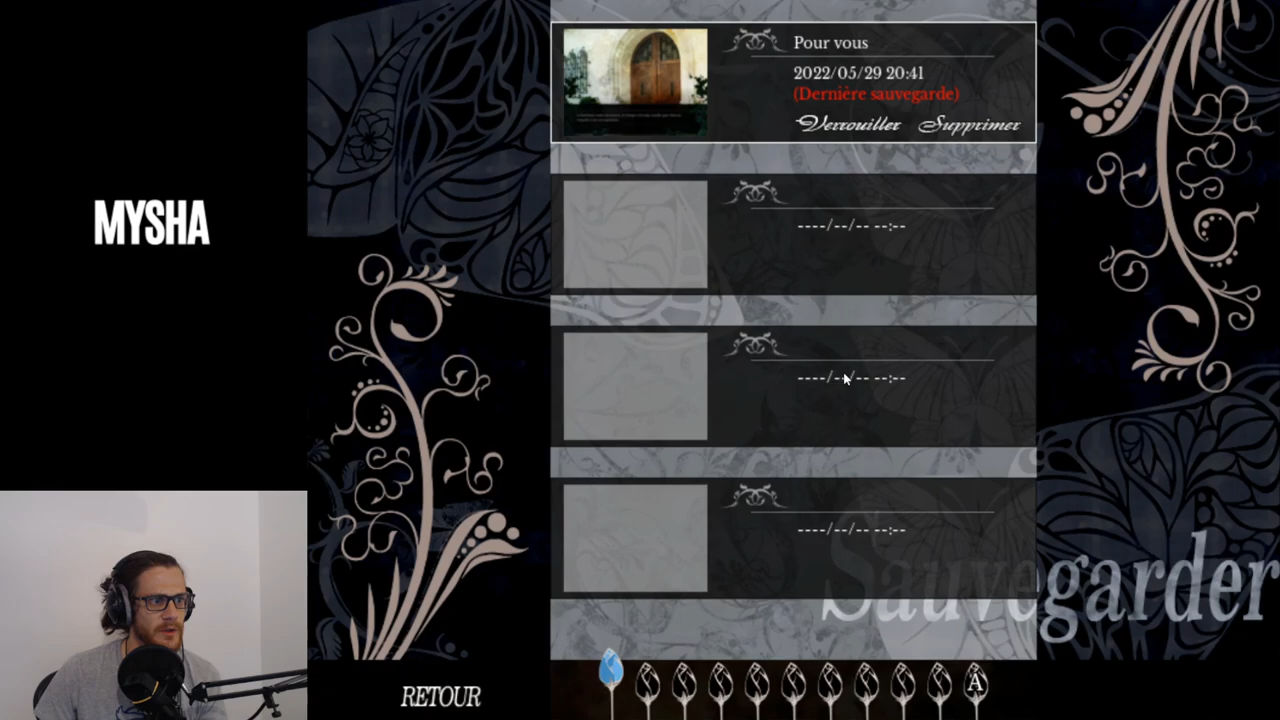 MYSHA
Pour vous
2022/05/29 20:41
(Dernière sauvegarde)
Verrouiller Supprimer
----/--/-- --:--
----/--/-- --:--
----/--/-- --:--
Sauvegarder
RETOUR
A